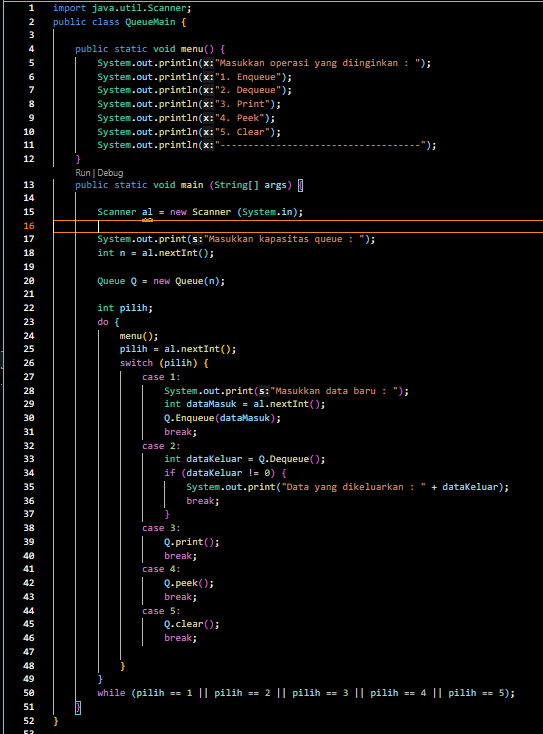 1 import java.util.Scanner;
2 public class QueueMain {
3
4 public static void menu() {
5 System.out.println(x:"Masukkan operasi yang diinginkan : ");
6 System.out.println(x:"1. Enqueue");
7 System.out.println(x:"2. Dequeue");
8 System.out.println(x:"3. Print");
9 System.out.println(x:"4. Peek");
10 System.out.println(x:"5. Clear");
11 System.out.println(x:"------------------------------------");
12 }
Run | Debug
13 public static void main (String[] args) {
14
15 Scanner al = new Scanner (System.in);
16
17 System.out.print(s:"Masukkan kapasitas queue : ");
18 int n = al.nextInt();
19
20 Queue Q = new Queue(n);
21
22 int pilih;
23 do {
24 menu();
25 pilih = al.nextInt();
26 switch (pilih) {
27 case 1:
28 System.out.print(s:"Masukkan data baru : ");
29 int dataMasuk = al.nextInt();
30 Q.Enqueue(dataMasuk);
31 break;
32 case 2:
33 int dataKeluar = Q.Dequeue();
34 if (dataKeluar != 0) {
35 System.out.print("Data yang dikeluarkan : " + dataKeluar);
36 break;
37 }
38 case 3:
39 Q.print();
40 break;
41 case 4:
42 Q.peek();
43 break;
44 case 5:
45 Q.clear();
46 break;
47
48 }
49 }
50 while (pilih == 1 || pilih == 2 || pilih == 3 || pilih == 4 || pilih == 5);
51 }
52 }
53